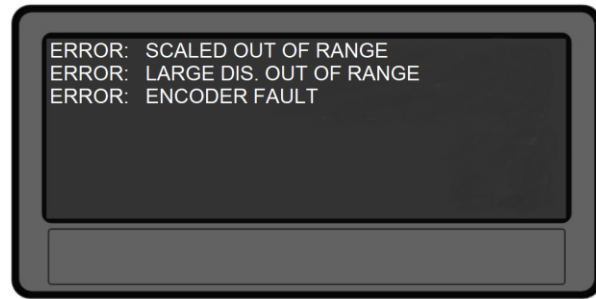 ERROR: SCALED OUT OF RANGE
ERROR: LARGE DIS. OUT OF RANGE
ERROR: ENCODER FAULT